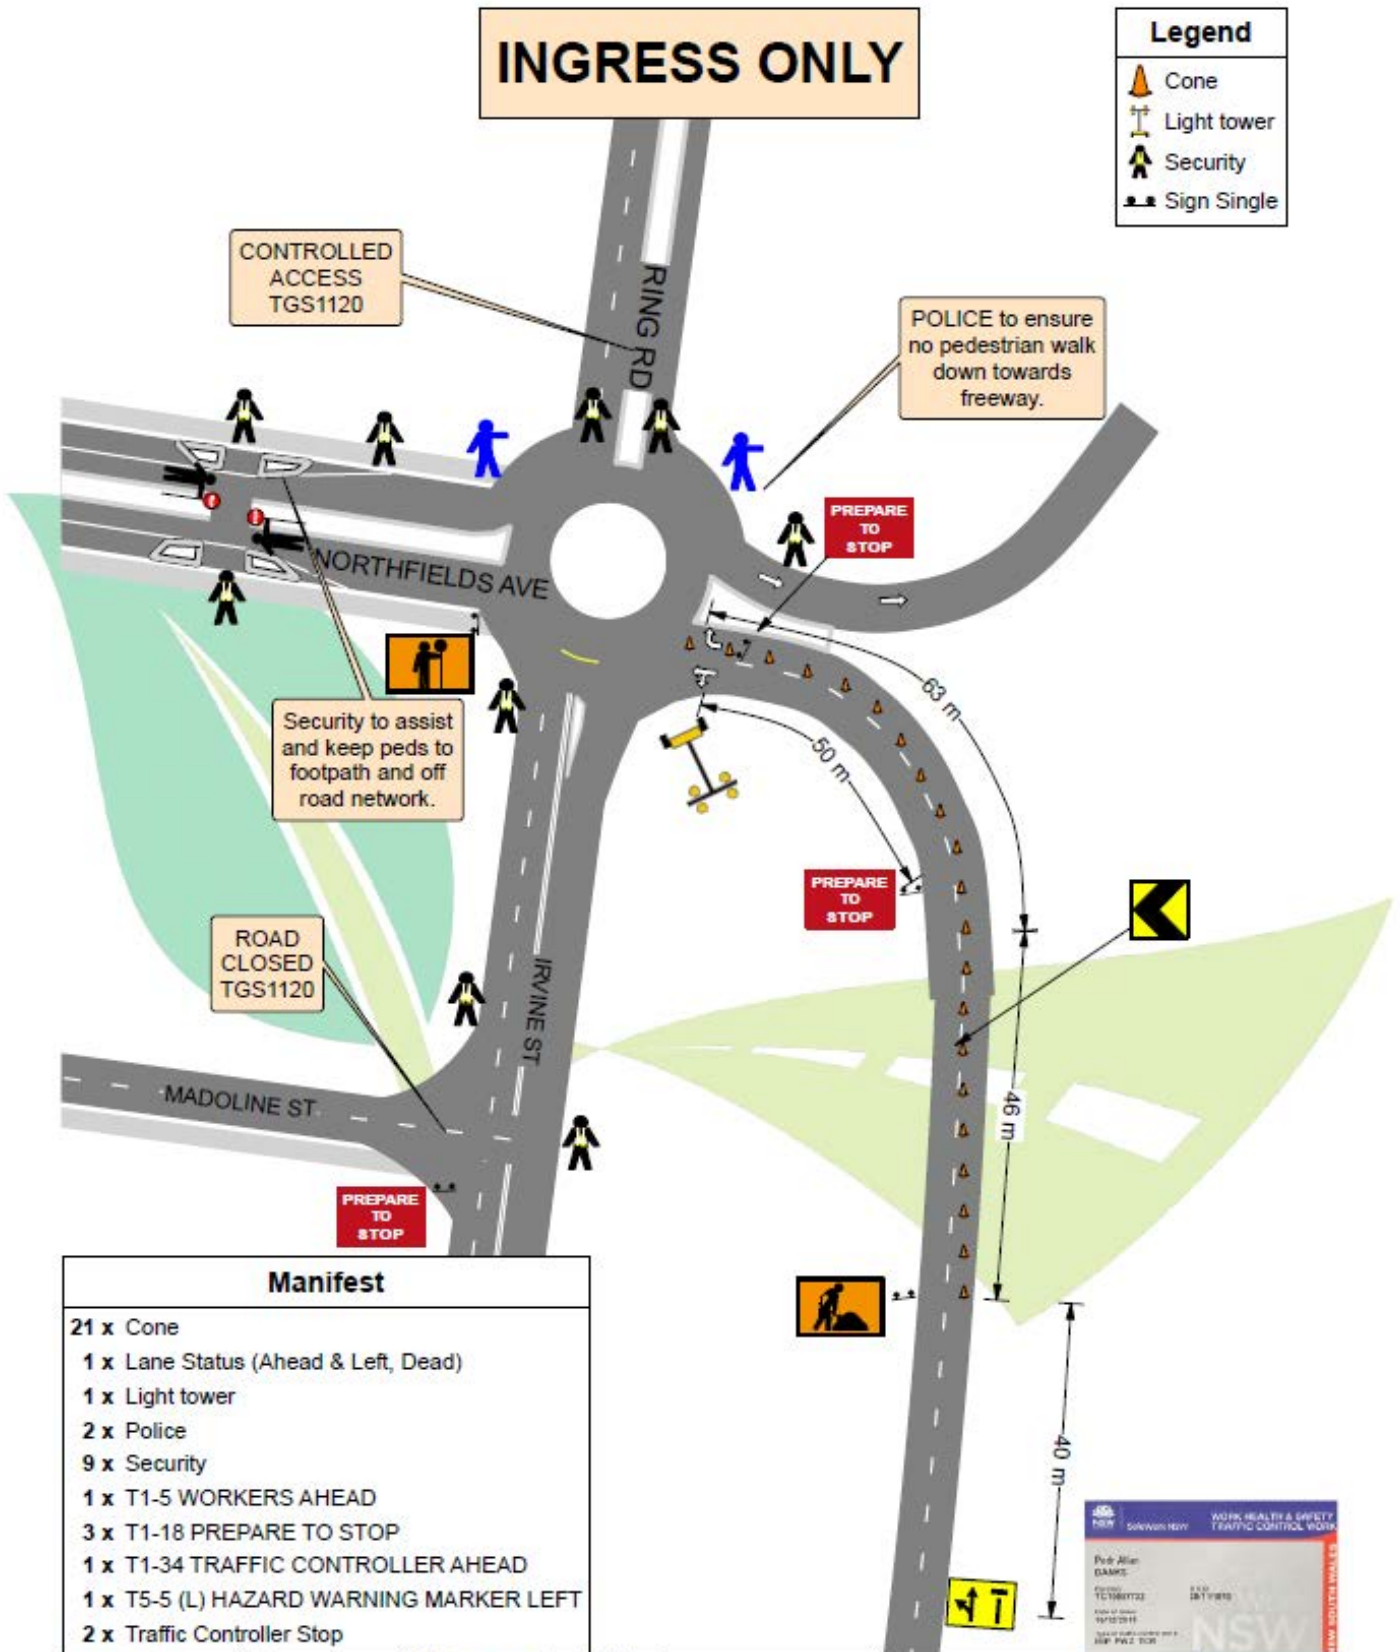 INGRESS ONLY
Legend
Cone
Light tower
Security
Sign Single
CONTROLLED
ACCESS
TGS1120
RING RD
POLICE to ensure
no pedestrian walk
down towards
freeway.
PREPARE
TO
STOP
NORTHFIELDS AVE
63 m
Security to assist
and keep peds to
footpath and off
road network.
50 m
PREPARE
TO
STOP
ROAD
CLOSED
TGS1120
IRVINE ST
MADOLINE ST
46 m
PREPARE
TO
STOP
40 m
Manifest
21 x Cone
1 x Lane Status (Ahead & Left, Dead)
1 x Light tower
2 x Police
9 x Security
1 x T1-5 WORKERS AHEAD
3 x T1-18 PREPARE TO STOP
1 x T1-34 TRAFFIC CONTROLLER AHEAD
1 x T5-5 (L) HAZARD WARNING MARKER LEFT
2 x Traffic Controller Stop
SafeWork NSW
WORK HEALTH & SAFETY
TRAFFIC CONTROL WORK
NSW
NEW SOUTH WALES